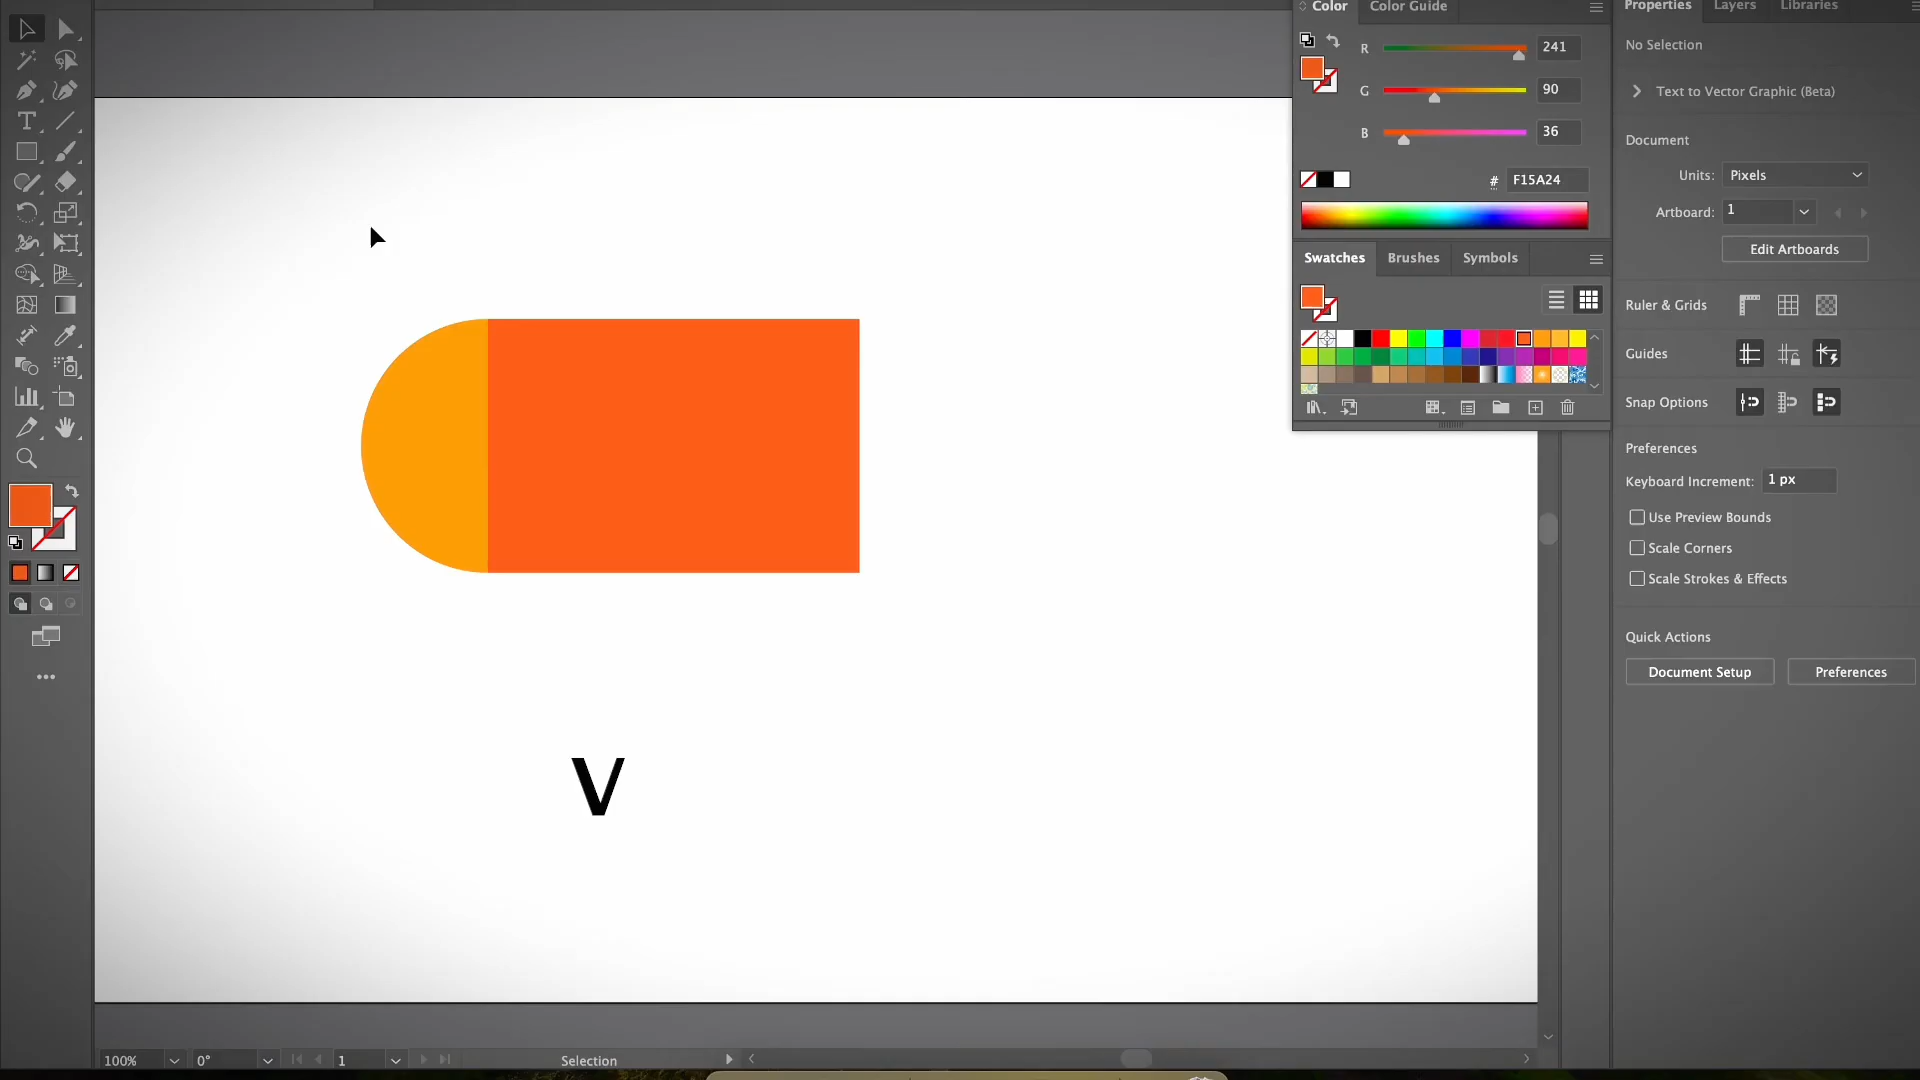 Color
Color Guide
R
241
G
90
B
36
#
F15A24
Swatches
Brushes
Symbols
Properties
Layers
Libraries
No Selection
Text to Vector Graphic (Beta)
Document
Units:
Pixels
Artboard:
1
Edit Artboards
Ruler & Grids
Guides
Snap Options
Preferences
Keyboard Increment:
1 px
Use Preview Bounds
Scale Corners
Scale Strokes & Effects
Quick Actions
Document Setup
Preferences
V
100%
0°
1
Selection